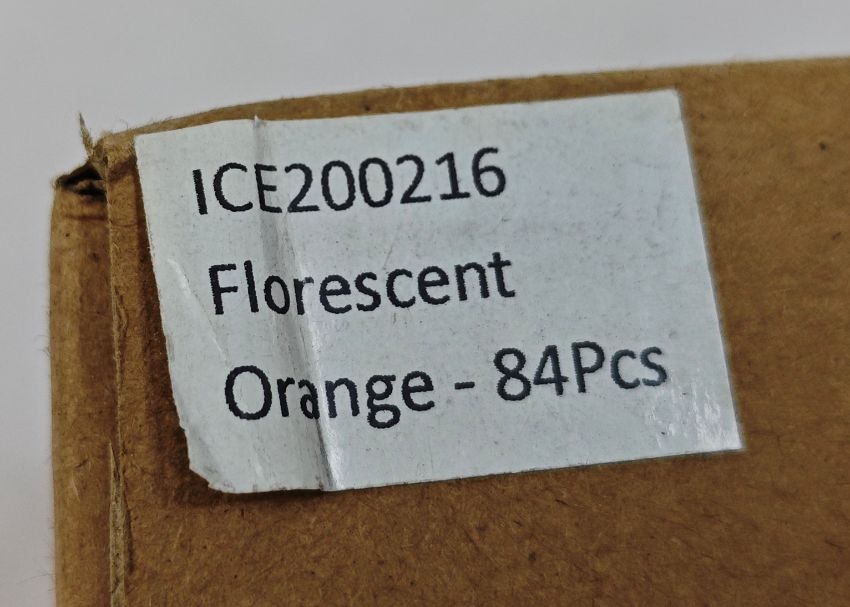 ICE200216
Florescent
Orange - 84Pcs